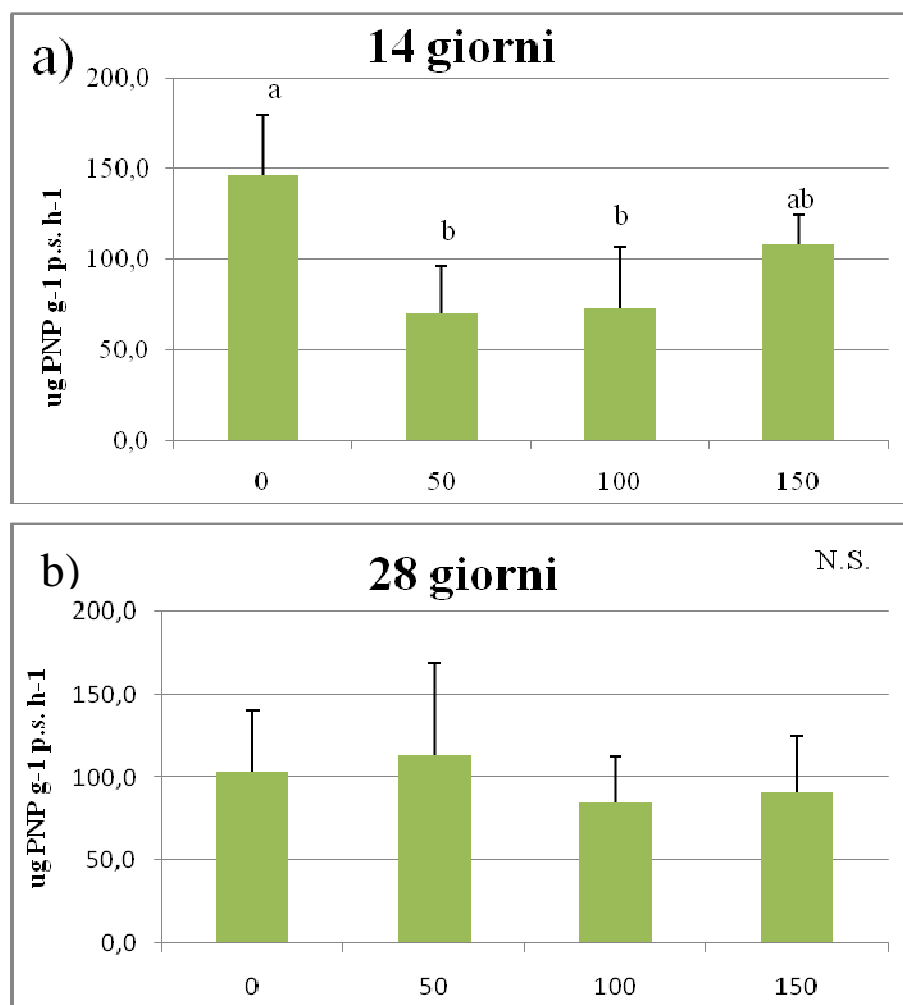 a)
14 giorni
ug PNP g-1 p.s. h-1
200,0
150,0
100,0
50,0
0,0
a
b
b
ab
0 50 100 150
b)
28 giorni
N.S.
ug PNP g-1 p.s. h-1
200,0
150,0
100,0
50,0
0,0
0 50 100 150